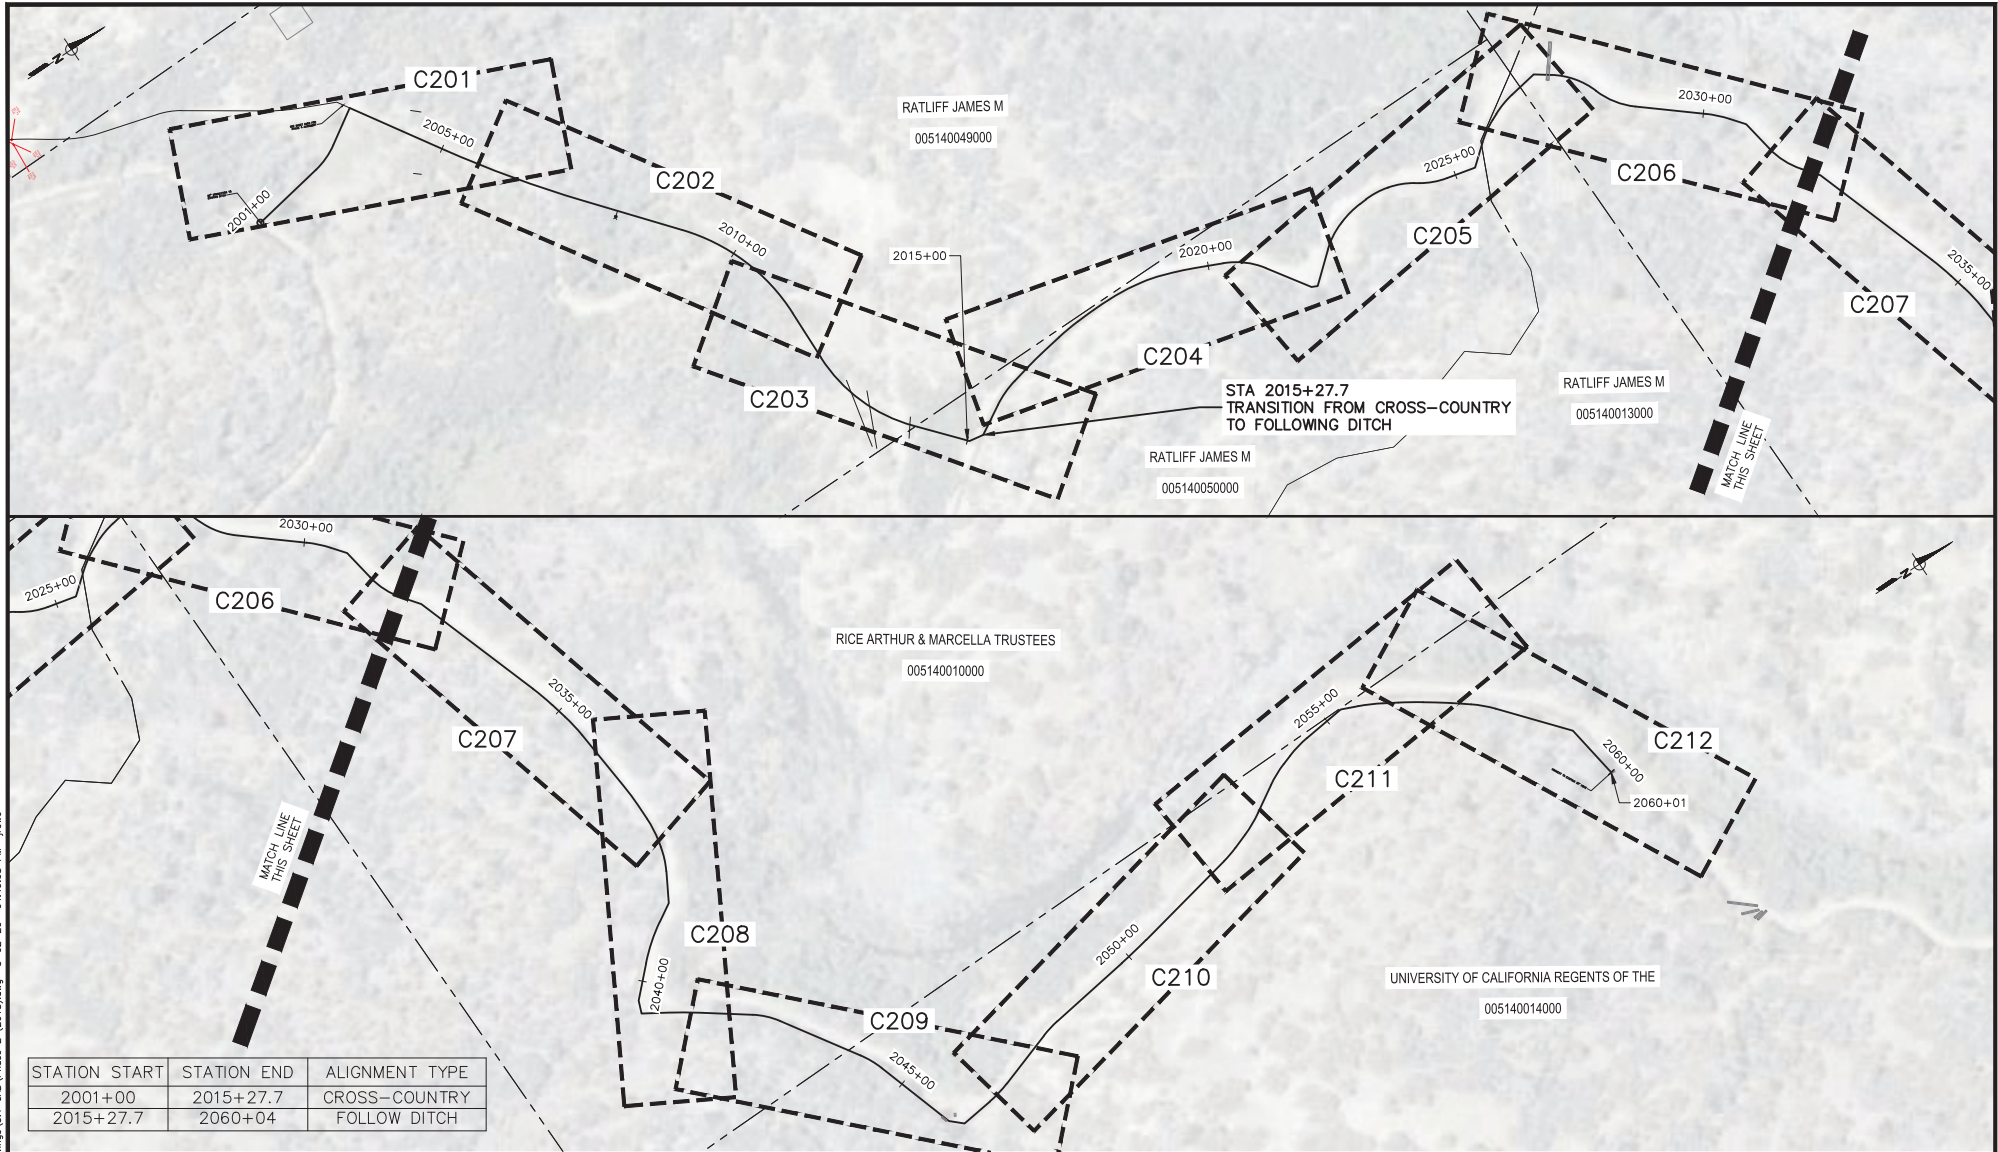 N
C201
2001+00
2005+00
C202
2010+00
C203
RATLIFF JAMES M
005140049000
2015+00
2020+00
C204
STA 2015+27.7
TRANSITION FROM CROSS-COUNTRY
TO FOLLOWING DITCH
RATLIFF JAMES M
005140050000
2025+00
C205
C206
2030+00
RATLIFF JAMES M
005140013000
MATCH LINE
THIS SHEET
2035+00
C207
2025+00
2030+00
C206
MATCH LINE
THIS SHEET
2035+00
C207
RICE ARTHUR & MARCELLA TRUSTEES
005140010000
C208
2040+00
C209
2045+00
2050+00
C210
2055+00
C211
C212
2060+00
2060+01
N
UNIVERSITY OF CALIFORNIA REGENTS OF THE
005140014000
STATION START STATION END ALIGNMENT TYPE
2001+00 2015+27.7 CROSS-COUNTRY
2015+27.7 2060+04 FOLLOW DITCH